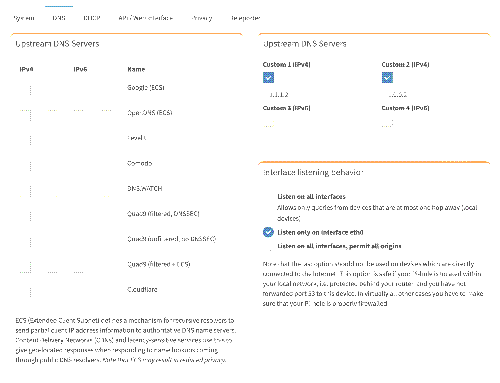 System DNS DHCP API / Web interface Privacy Teleporter
Upstream DNS Servers
IPv4 IPv6 Name
Google (ECS)
OpenDNS (ECS)
Level3
Comodo
DNS.WATCH
Quad9 (filtered, DNSSEC)
Quad9 (unfiltered, no DNSSEC)
Quad9 (filtered + ECS)
Cloudflare
ECS (Extended Client Subnet) defines a mechanism for recursive resolvers to
send partial client IP address information to authoritative DNS name servers.
Content Delivery Networks (CDNs) and latency-sensitive services use this to
give geo-located responses when responding to name lookups coming
through public DNS resolvers. Note that ECS may result in reduced privacy.
Upstream DNS Servers
Custom 1 (IPv4) Custom 2 (IPv4)
1.1.1.2
Custom 3 (IPv6) Custom 4 (IPv6)
Interface listening behavior
Listen on all interfaces
Allows only queries from devices that are at most one hop away (local
devices)
Listen only on interface eth0
Listen on all interfaces, permit all origins
Note that the last option should not be used on devices which are directly
connected to the Internet. This option is safe if your Pi-hole is located within
your local network, i.e. protected behind your router, and you have not
forwarded port 53 to this device. In virtually all other cases you have to make
sure that your Pi-hole is properly firewalled.